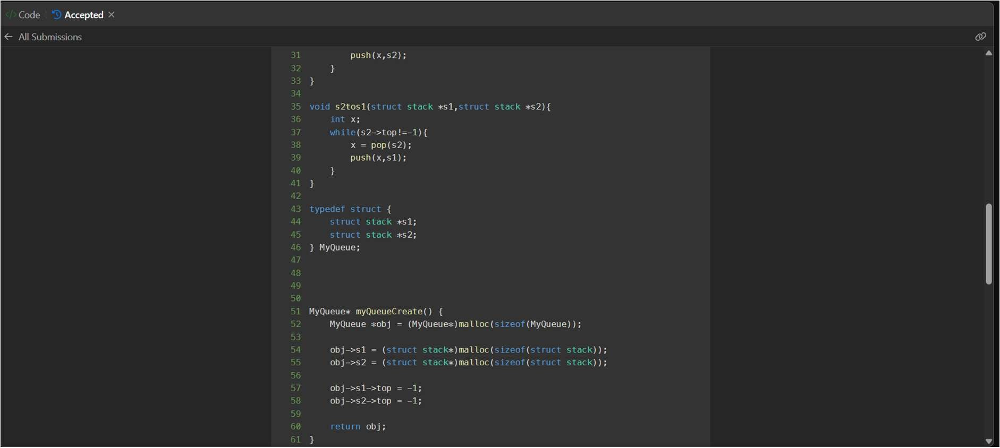 </> Code | Accepted ×
← All Submissions
31         push(x,s2);
32     }
33 }
34
35 void s2tos1(struct stack *s1,struct stack *s2){
36     int x;
37     while(s2->top!=-1){
38         x = pop(s2);
39         push(x,s1);
40     }
41 }
42
43 typedef struct {
44     struct stack *s1;
45     struct stack *s2;
46 } MyQueue;
47
48
49
50
51 MyQueue* myQueueCreate() {
52     MyQueue *obj = (MyQueue*)malloc(sizeof(MyQueue));
53
54     obj->s1 = (struct stack*)malloc(sizeof(struct stack));
55     obj->s2 = (struct stack*)malloc(sizeof(struct stack));
56
57     obj->s1->top = -1;
58     obj->s2->top = -1;
59
60     return obj;
61 }